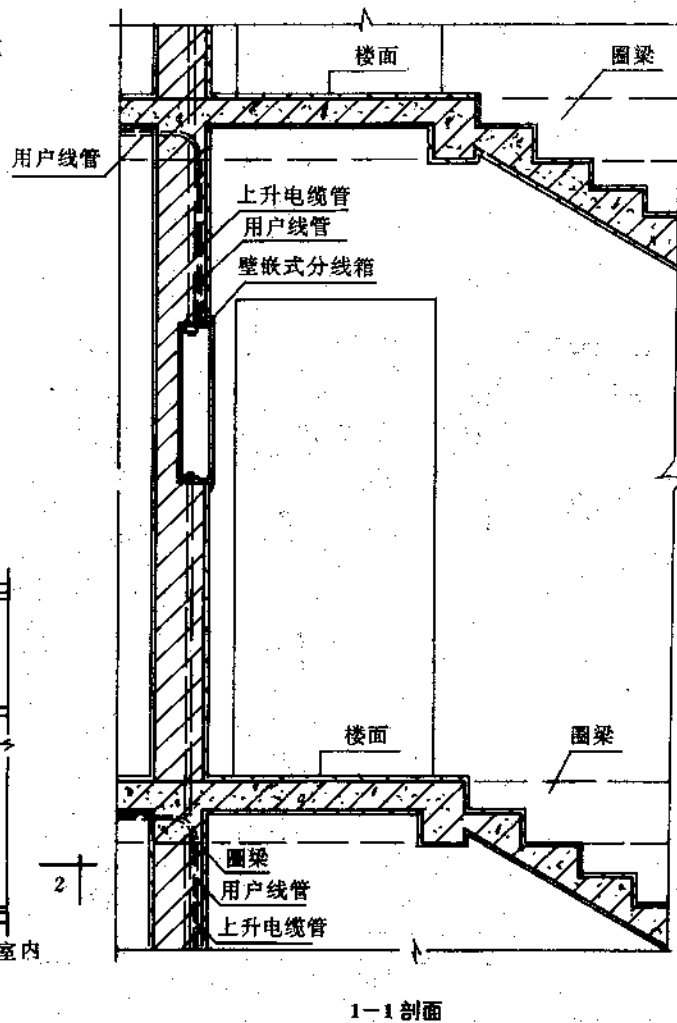 楼面
圈梁
用户线管
上升电缆管
用户线管
壁嵌式分线箱
楼面
圈梁
圈梁
2
用户线管
上升电缆管
室内
1-1 剖面